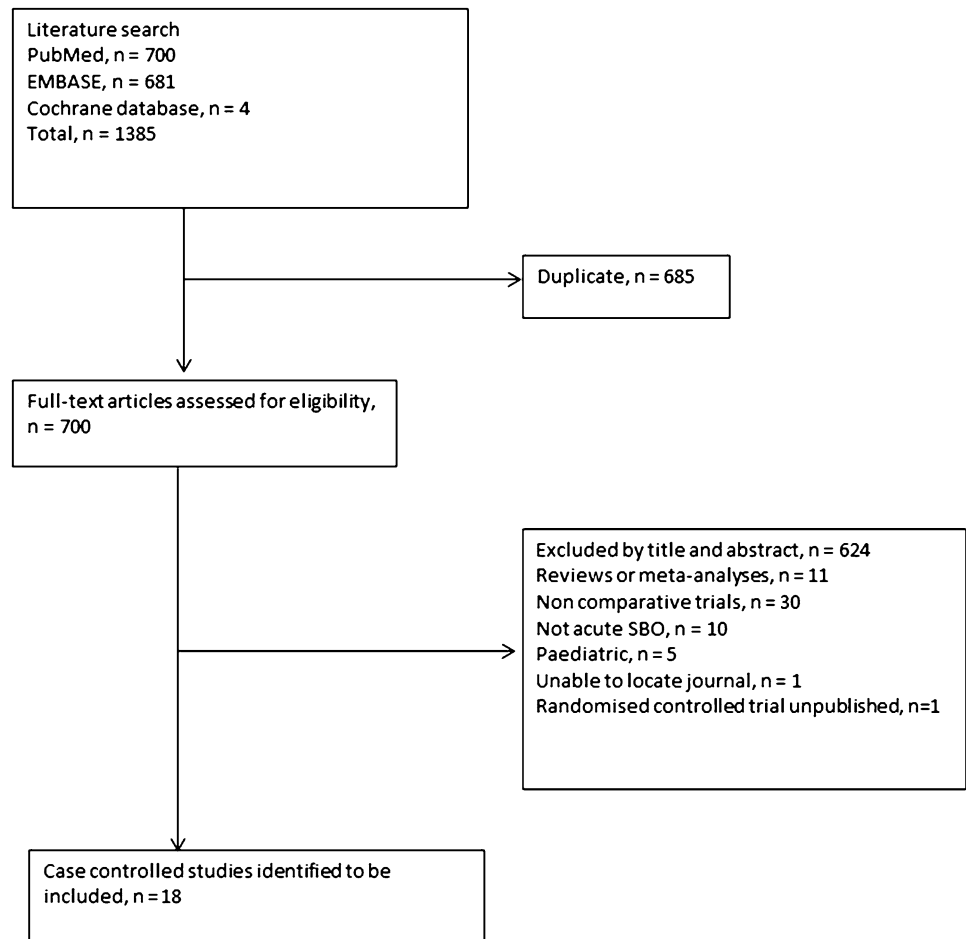 Literature search
PubMed, n = 700
EMBASE, n = 681
Cochrane database, n = 4
Total, n = 1385
Duplicate, n = 685
Full-text articles assessed for eligibility,
n = 700
Excluded by title and abstract, n = 624
Reviews or meta-analyses, n = 11
Non comparative trials, n = 30
Not acute SBO, n = 10
Paediatric, n = 5
Unable to locate journal, n = 1
Randomised controlled trial unpublished, n=1
Case controlled studies identified to be
included, n = 18